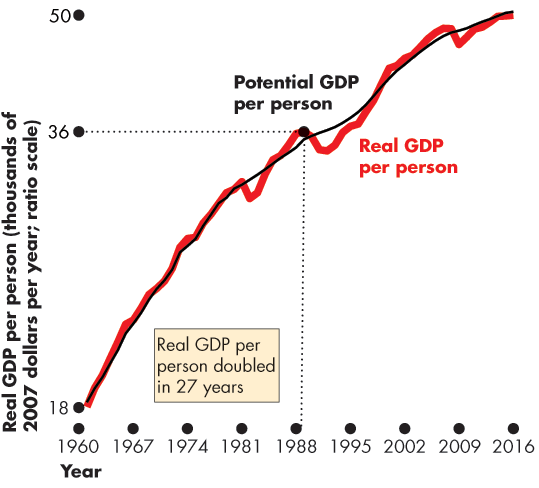 Real GDP per person (thousands of
2007 dollars per year; ratio scale)
50
Potential GDP
per person
36
Real GDP
per person
Real GDP per
person doubled
in 27 years
18
1960 1967 1974 1981 1988 1995 2002 2009 2016
Year